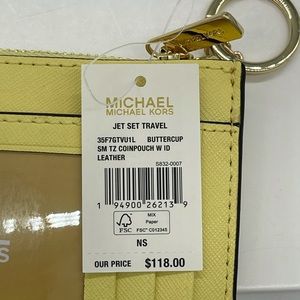 MICHAEL
MICHAEL KORS
JET SET TRAVEL
35F7GTVU1L BUTTERCUP
SM TZ COINPOUCH W ID
LEATHER
S832-0007
1 94900 26213 9
FSC
MIX
Paper
FSC® C012345
NS
OUR PRICE $118.00